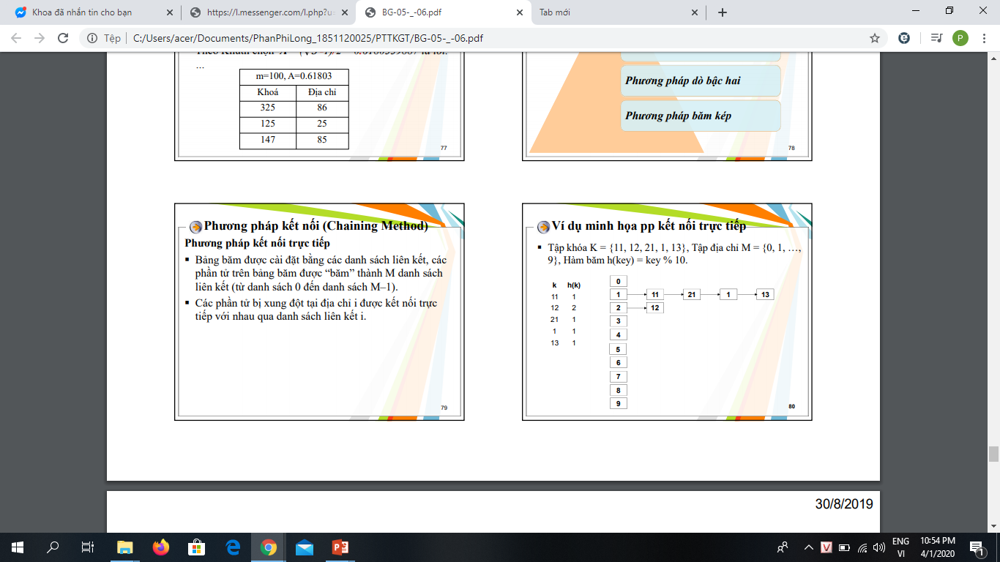 Khoa đã nhắn tin cho bạn
https://l.messenger.com/l.php?u=
BG-05-_-06.pdf
Tab mới
Tệp
C:/Users/acer/Documents/PhanPhiLong_1851120025/PTTKGT/BG-05-_-06.pdf
P
...
m=100, A=0.61803
Khoá Địa chỉ
325 86
125 25
147 85
77
Phương pháp dò bậc hai
Phương pháp băm kép
78
Phương pháp kết nối (Chaining Method)
Phương pháp kết nối trực tiếp
Bảng băm được cài đặt bằng các danh sách liên kết, các
phần tử trên bảng băm được “băm” thành M danh sách
liên kết (từ danh sách 0 đến danh sách M–1).
Các phần tử bị xung đột tại địa chỉ i được kết nối trực
tiếp với nhau qua danh sách liên kết i.
79
Ví dụ minh họa pp kết nối trực tiếp
Tập khóa K = {11, 12, 21, 1, 13}, Tập địa chỉ M = {0, 1, …,
9}, Hàm băm h(key) = key % 10.
k h(k)
11 1
12 2
21 1
1 1
13 1
0
1 11 21 1 13
2 12
3
4
5
6
7
8
9
80
30/8/2019
ENG
VI
10:54 PM
4/1/2020
1